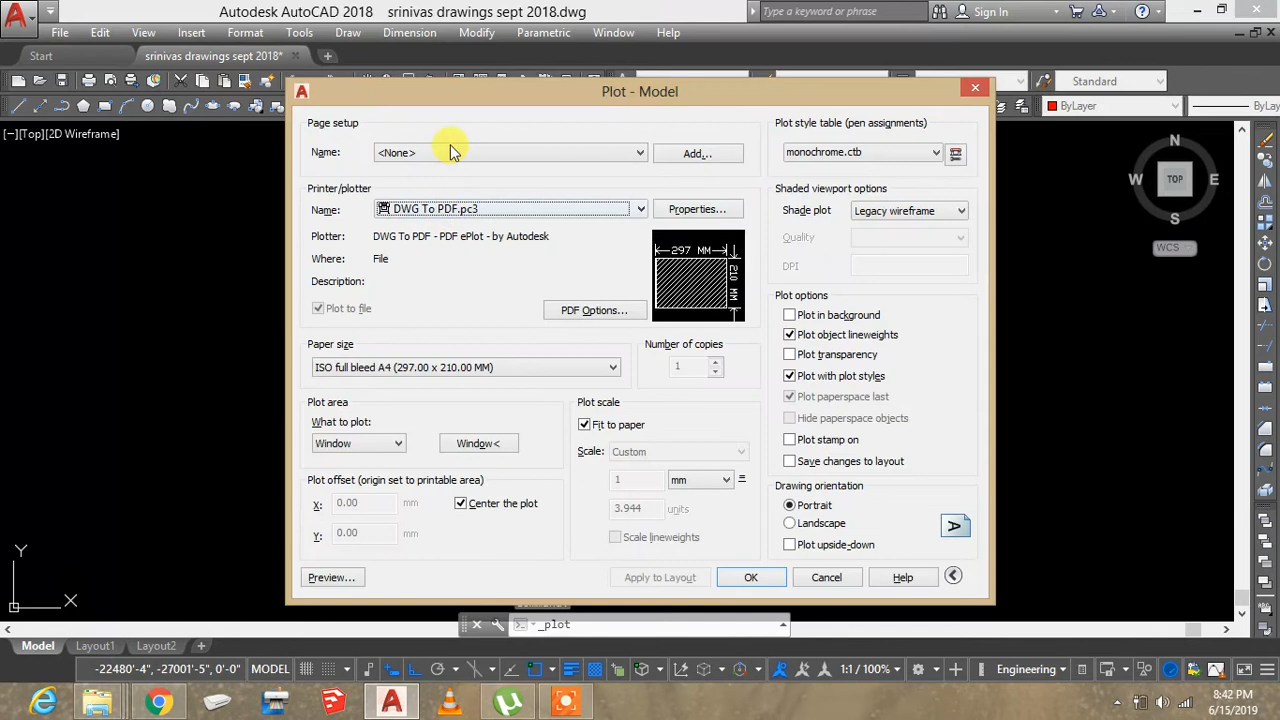 Autodesk AutoCAD 2018 srinivas drawings sept 2018.dwg
Type a keyword or phrase
Sign In
File Edit View Insert Format Tools Draw Dimension Modify Parametric Window Help
Start
srinivas drawings sept 2018*
Standard
ByLayer
ByLayer
[−][Top][2D Wireframe]
N
W
TOP
E
S
WCS
Plot - Model
Page setup
Name:
<None>
Add...
Printer/plotter
Name:
DWG To PDF.pc3
Properties...
Plotter:
DWG To PDF - PDF ePlot - by Autodesk
Where:
File
Description:
Plot to file
PDF Options...
297 MM
210 MM
Paper size
ISO full bleed A4 (297.00 x 210.00 MM)
Number of copies
1
Plot area
What to plot:
Window
Window<
Plot offset (origin set to printable area)
X:
0.00
mm
Center the plot
Y:
0.00
mm
Plot scale
Fit to paper
Scale:
Custom
1
mm
=
3.944
units
Scale lineweights
Plot style table (pen assignments)
monochrome.ctb
Shaded viewport options
Shade plot
Legacy wireframe
Quality
DPI
Plot options
Plot in background
Plot object lineweights
Plot transparency
Plot with plot styles
Plot paperspace last
Hide paperspace objects
Plot stamp on
Save changes to layout
Drawing orientation
Portrait
Landscape
Plot upside-down
A
Preview...
Apply to Layout
OK
Cancel
Help
Y
X
_plot
Model
Layout1
Layout2
-22480'-4", -27001'-5", 0'-0"
MODEL
1:1 / 100%
Engineering
8:42 PM
6/15/2019